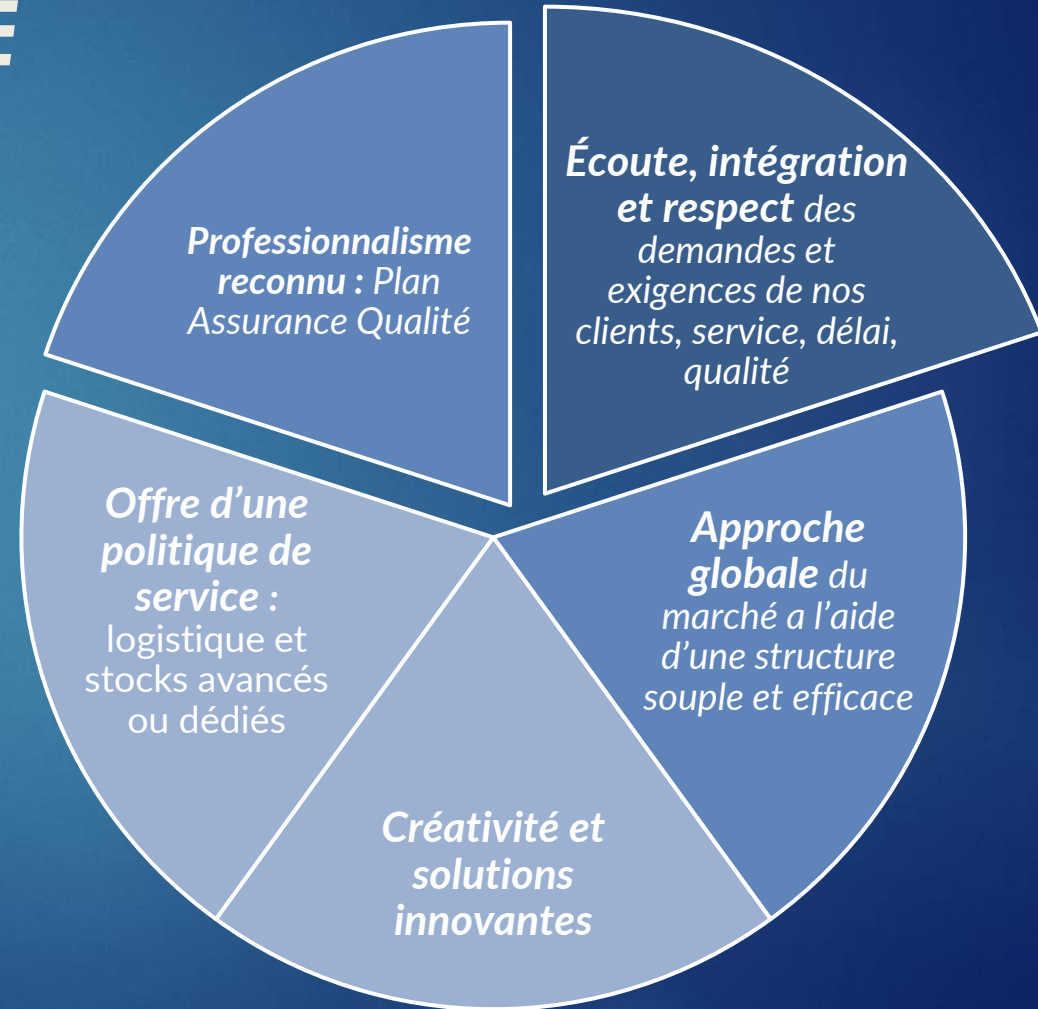 Écoute, intégration
et respect des
demandes et
exigences de nos
clients, service, délai,
qualité
Approche
globale du
marché a l’aide
d’une structure
souple et efficace
Créativité et
solutions
innovantes
Offre d’une
politique de
service :
logistique et
stocks avancés
ou dédiés
Professionnalisme
reconnu : Plan
Assurance Qualité